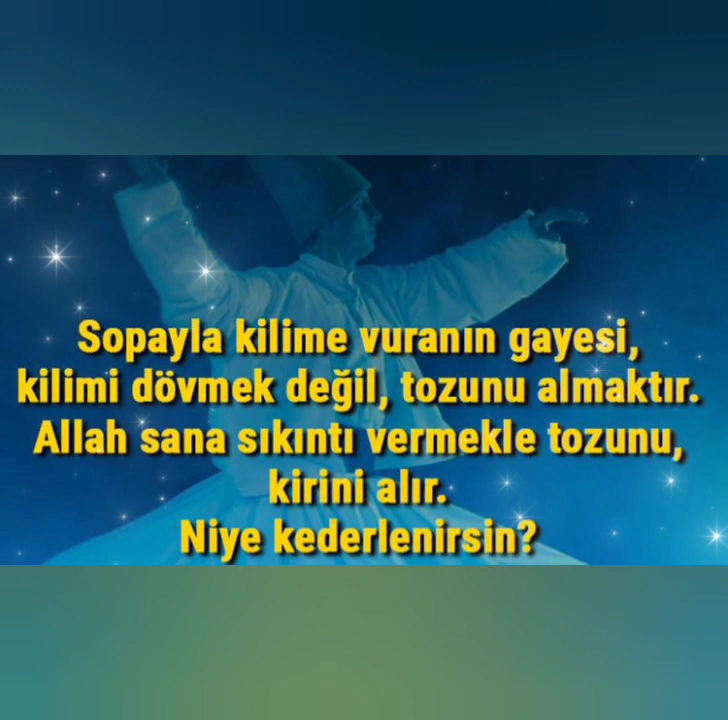 Sopayla kilime vuranın gayesi,
kilimi dövmek değil, tozunu almaktır.
Allah sana sıkıntı vermekle tozunu,
kirini alır.
Niye kederlenirsin?